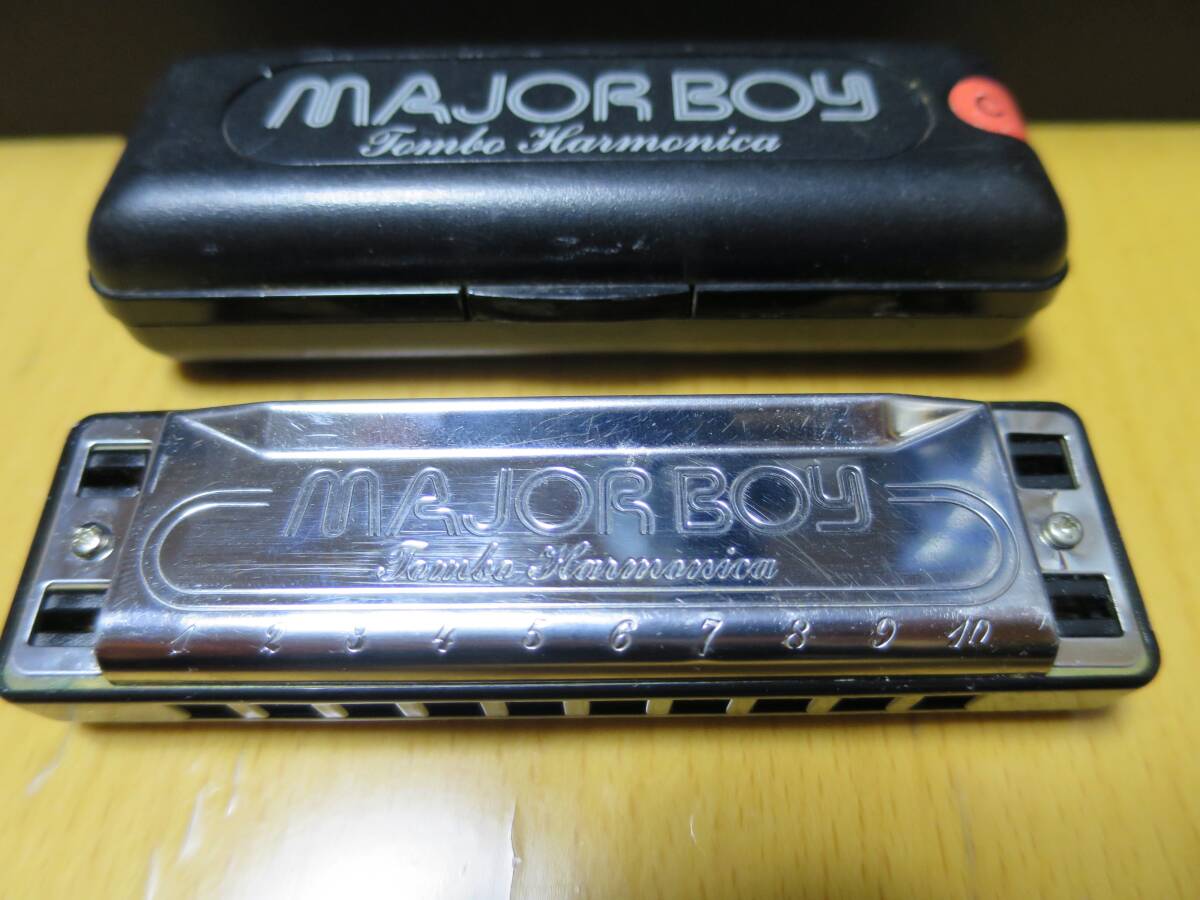 MAJOR BOY
C
Tombo Harmonica
MAJOR BOY
Tombo Harmonica
1 2 3 4 5 6 7 8 9 10